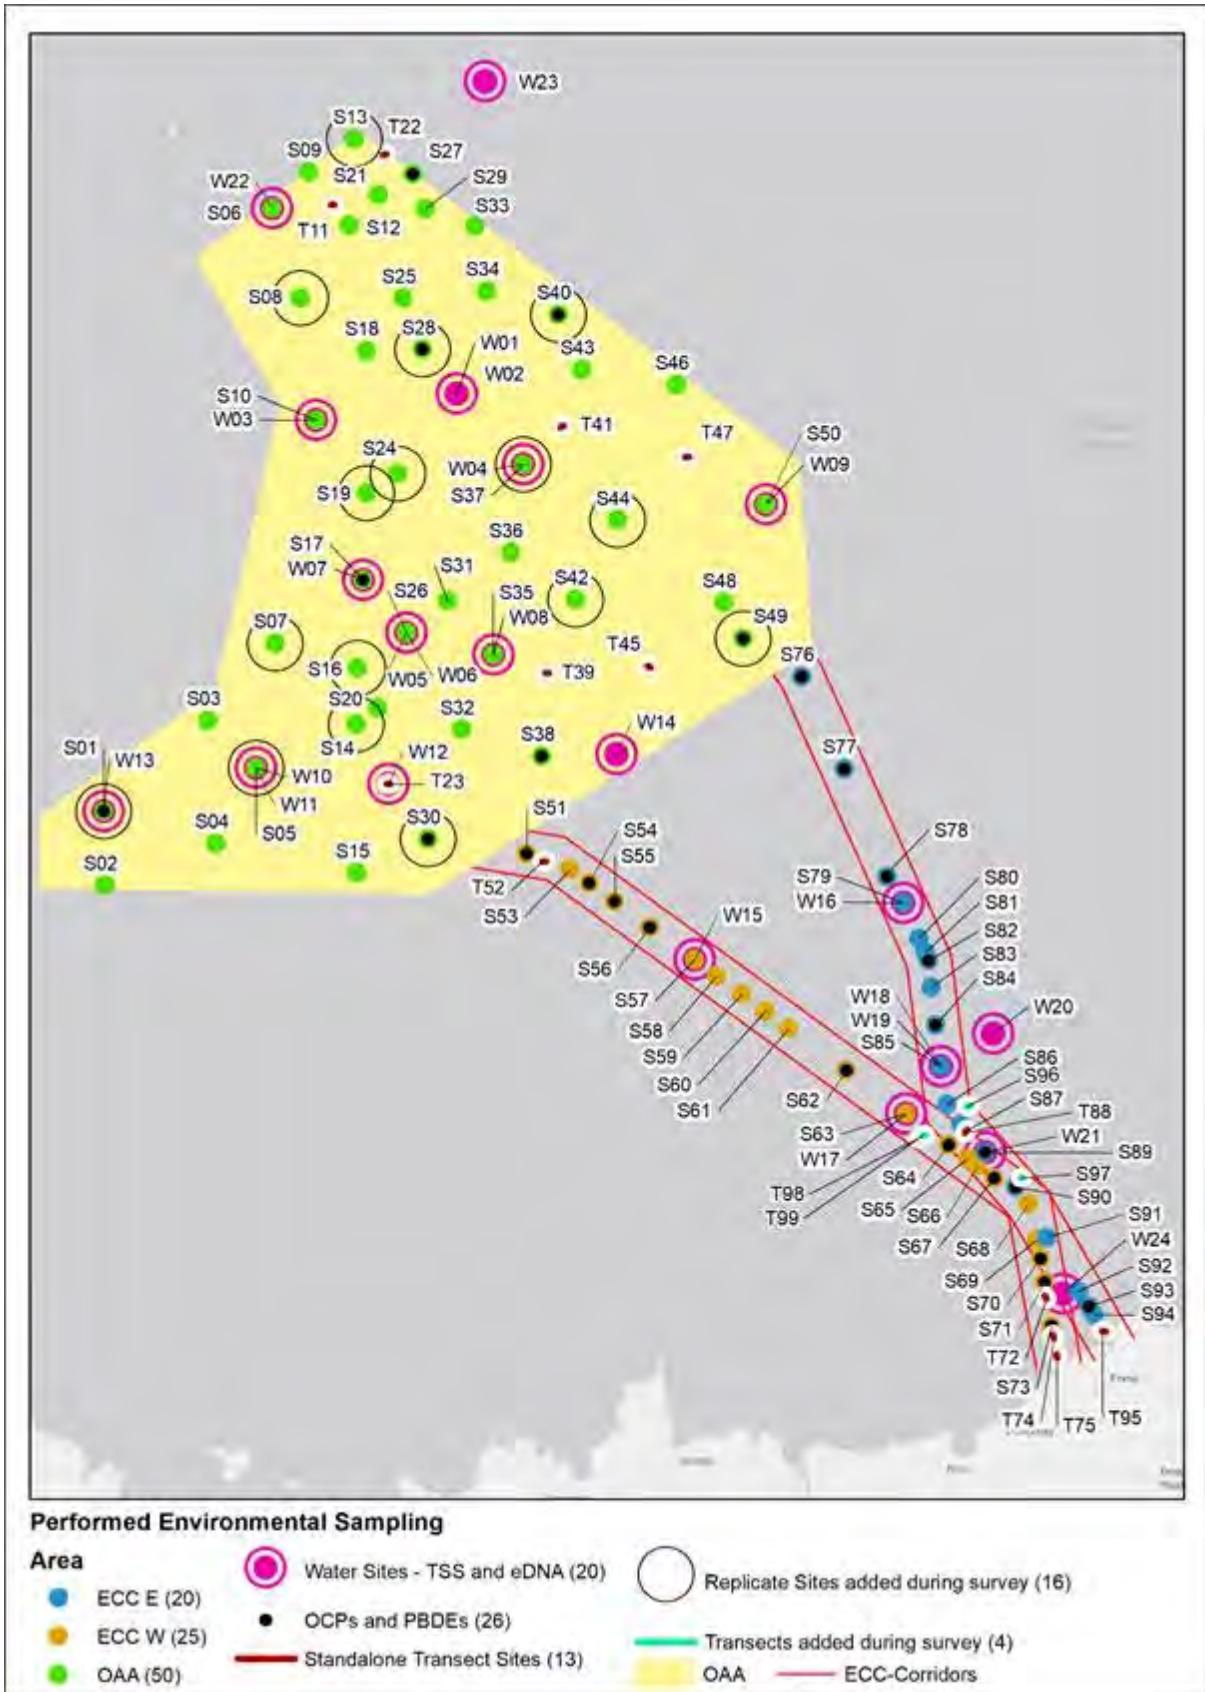 W23
S13
T22
S09
S27
W22
S21
S29
S06
S33
T11
S12
S34
S25
S08
S40
S18
S28
W01
S43
W02
S46
S10
W03
T41
T47
S50
S24
W04
W09
S19
S37
S44
S36
S17
W07
S31
S26
S35
S42
S48
W08
S49
S07
T45
S76
S16
W05
W06
T39
S03
S20
S32
W14
S01
S14
S38
W13
W12
S77
W10
T23
W11
S04
S05
S30
S51
S54
S78
S02
S15
S55
T52
S79
S80
S53
W16
S81
W15
S82
S56
S83
S57
S84
W18
W20
S58
W19
S59
S85
S86
S60
S96
S61
S62
S87
T88
S63
W21
W17
S89
S64
S97
T98
S65
S90
T99
S66
S91
S67
S68
W24
S69
S92
S70
S93
S71
S94
T72
S73
T74
T75
T95
Performed Environmental Sampling
Area
ECC E (20)
ECC W (25)
OAA (50)
Water Sites - TSS and eDNA (20)
OCPs and PBDEs (26)
Standalone Transect Sites (13)
Replicate Sites added during survey (16)
Transects added during survey (4)
OAA
ECC-Corridors